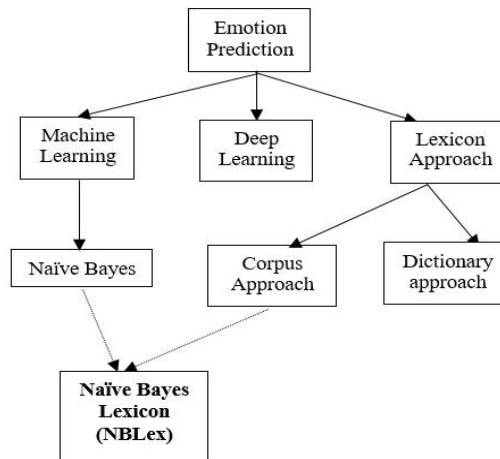 Emotion
Prediction
Machine
Learning
Deep
Learning
Lexicon
Approach
Naïve Bayes
Corpus
Approach
Dictionary
approach
Naïve Bayes
Lexicon
(NBLex)